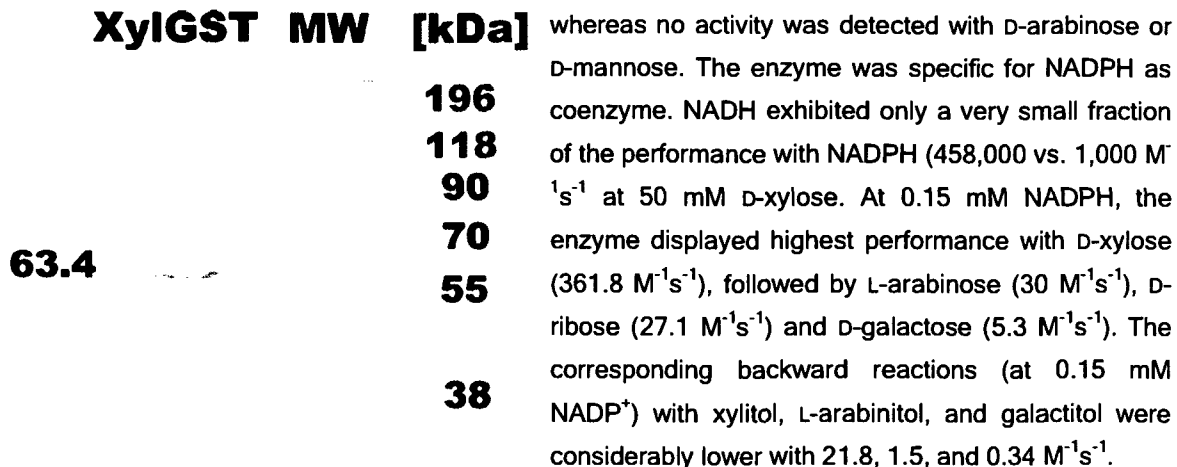 XylGST MW [kDa]
196
118
90
70
63.4
55
38
whereas no activity was detected with D-arabinose or
D-mannose. The enzyme was specific for NADPH as
coenzyme. NADH exhibited only a very small fraction
of the performance with NADPH (458,000 vs. 1,000 M⁻
¹s⁻¹ at 50 mM D-xylose. At 0.15 mM NADPH, the
enzyme displayed highest performance with D-xylose
(361.8 M⁻¹s⁻¹), followed by L-arabinose (30 M⁻¹s⁻¹), D-
ribose (27.1 M⁻¹s⁻¹) and D-galactose (5.3 M⁻¹s⁻¹). The
corresponding backward reactions (at 0.15 mM
NADP⁺) with xylitol, L-arabinitol, and galactitol were
considerably lower with 21.8, 1.5, and 0.34 M⁻¹s⁻¹.